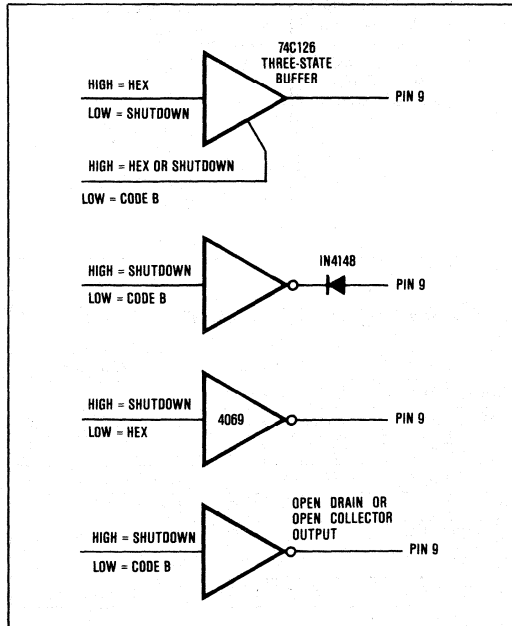 74C126
THREE-STATE
BUFFER
HIGH = HEX
LOW = SHUTDOWN
PIN 9
HIGH = HEX OR SHUTDOWN
LOW = CODE B
IN4148
HIGH = SHUTDOWN
LOW = CODE B
PIN 9
HIGH = SHUTDOWN
LOW = HEX
4069
PIN 9
OPEN DRAIN OR
OPEN COLLECTOR
OUTPUT
HIGH = SHUTDOWN
LOW = CODE B
PIN 9